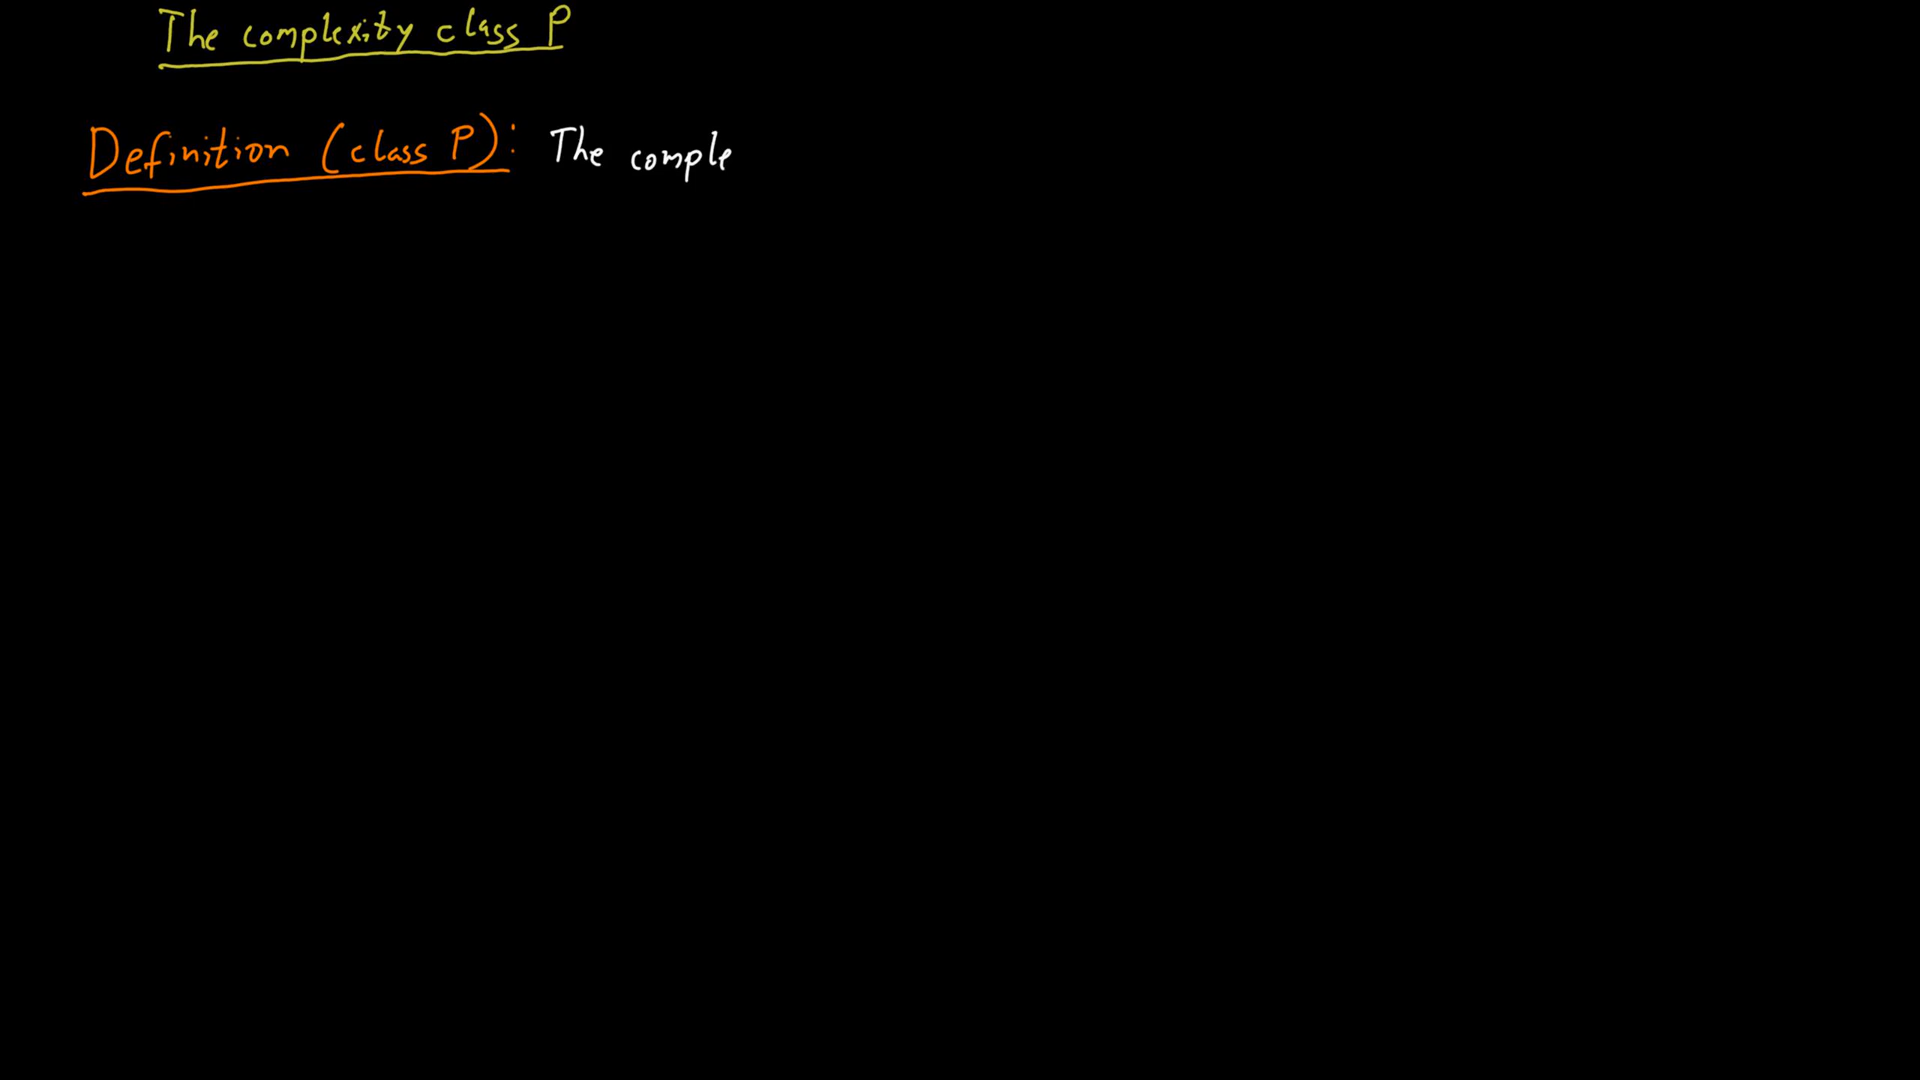 The complexity class P
Definition (class P): The comple